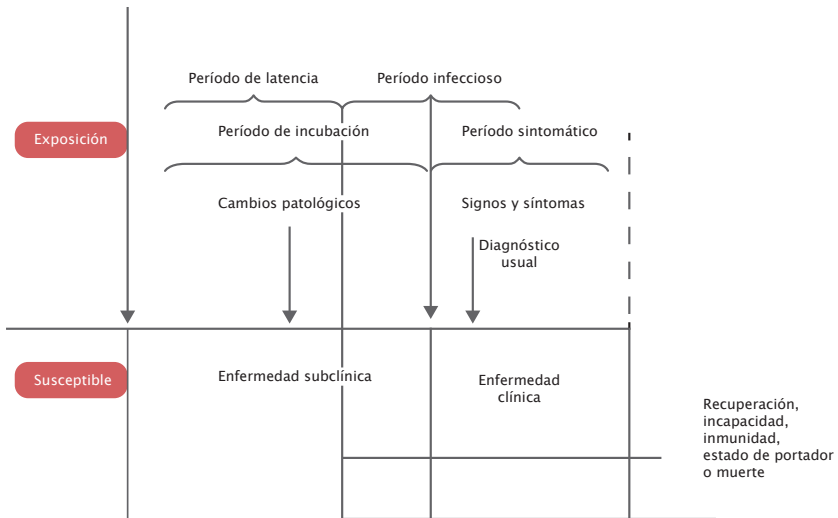 Período de latencia
Período infeccioso
Exposición
Período de incubación
Período sintomático
Cambios patológicos
Signos y síntomas
Diagnóstico
usual
Susceptible
Enfermedad subclínica
Enfermedad
clínica
Recuperación,
incapacidad,
inmunidad,
estado de portador
o muerte